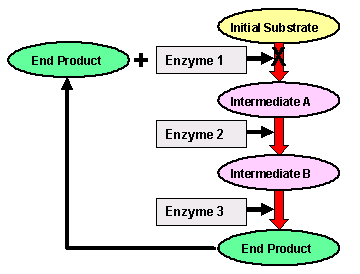 Initial Substrate
End Product + Enzyme 1 X
Intermediate A
Enzyme 2
Intermediate B
Enzyme 3
End Product